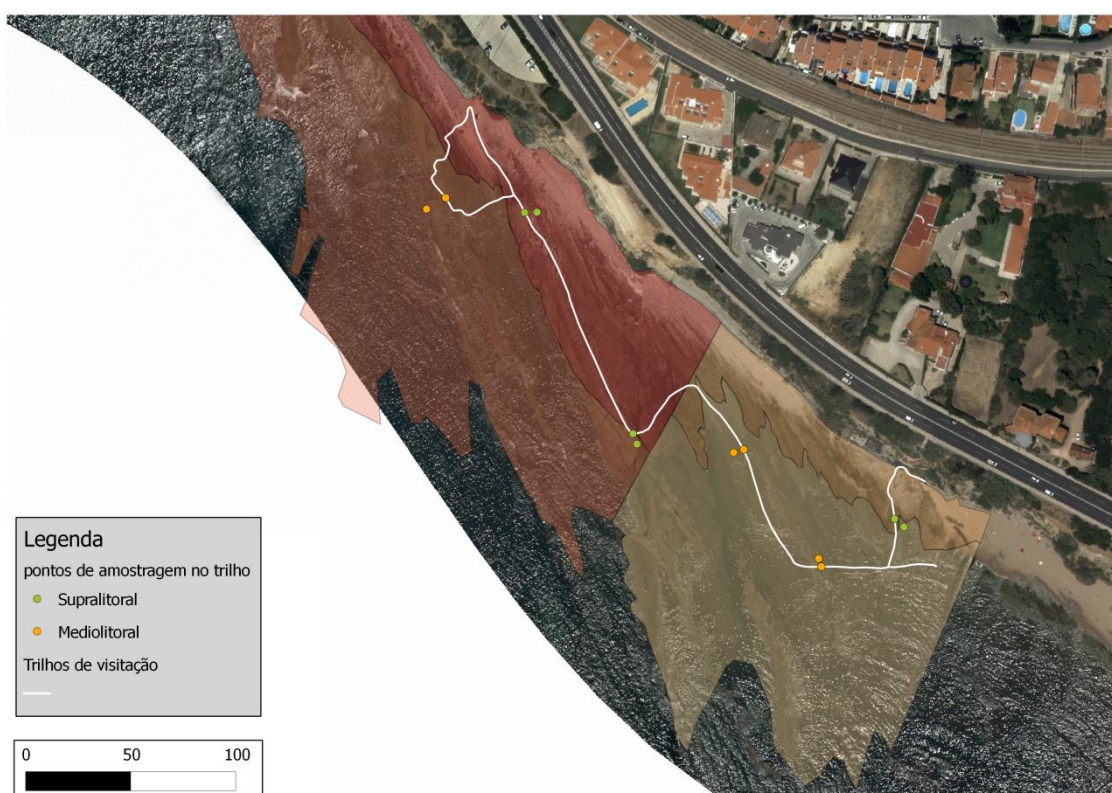 Legenda
pontos de amostragem no trilho
Supralitoral
Mediolitoral
Trilhos de visitação
0 50 100